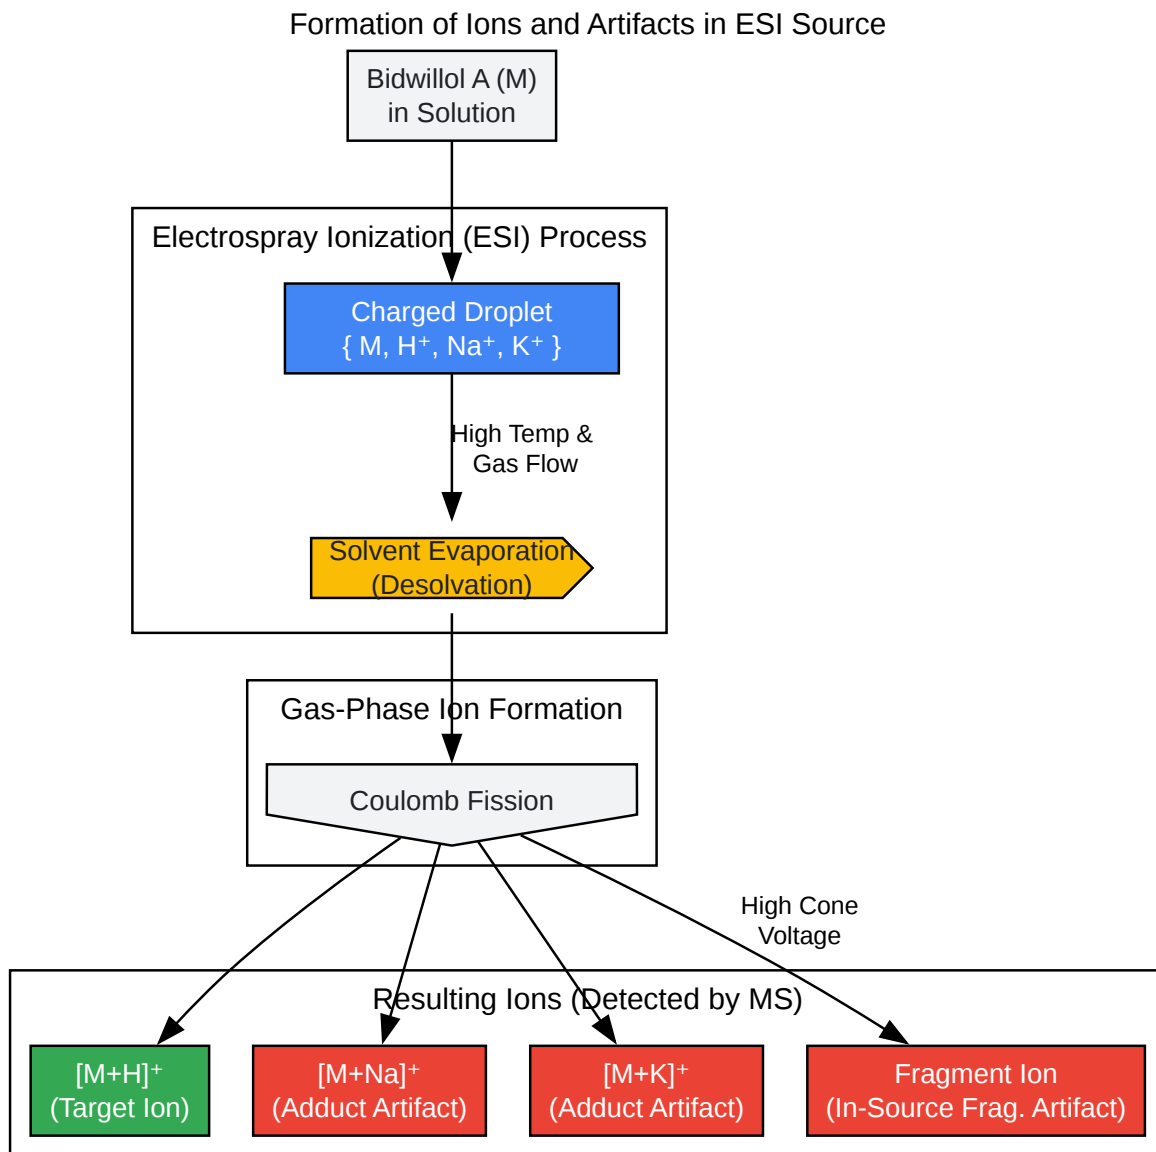 Formation of Ions and Artifacts in ESI Source
Bidwillol A (M)
in Solution
Electrospray Ionization (ESI) Process
Charged Droplet
{ M, H⁺, Na⁺, K⁺ }
High Temp &
Gas Flow
Solvent Evaporation
(Desolvation)
Gas-Phase Ion Formation
Coulomb Fission
High Cone
Voltage
Resulting Ions (Detected by MS)
[M+H]⁺
(Target Ion)
[M+Na]⁺
(Adduct Artifact)
[M+K]⁺
(Adduct Artifact)
Fragment Ion
(In-Source Frag. Artifact)